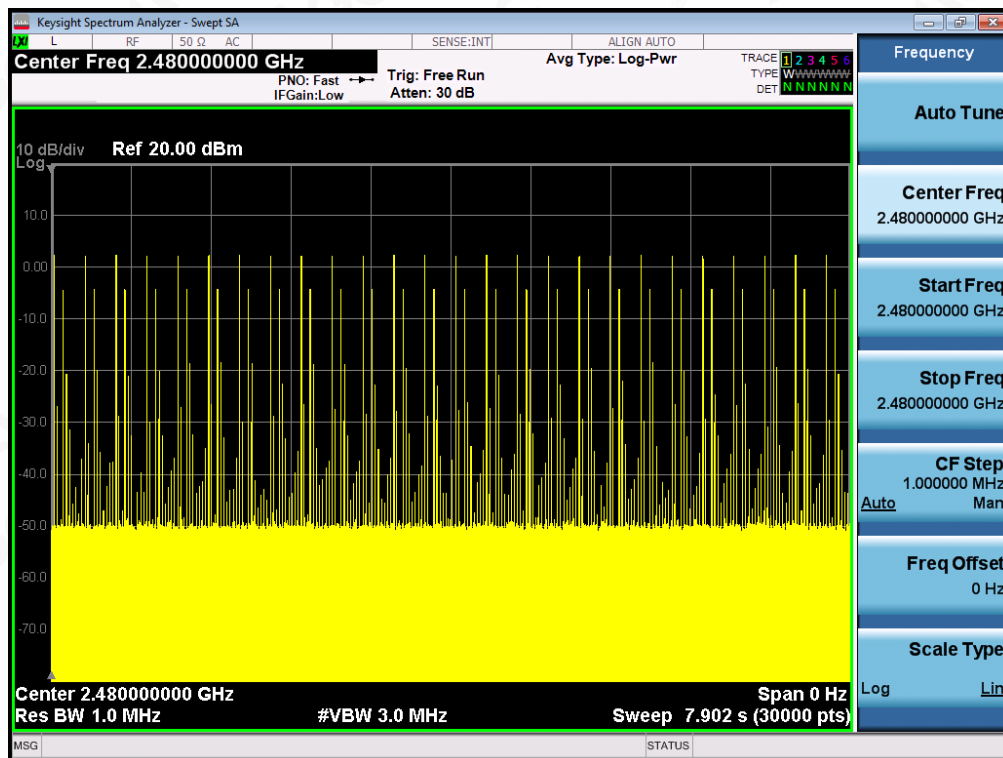 Keysight Spectrum Analyzer - Swept SA
LXI L RF 50 Ω AC SENSE:INT ALIGN AUTO
Center Freq 2.480000000 GHz
PNO: Fast
IFGain:Low
Trig: Free Run
Atten: 30 dB
Avg Type: Log-Pwr
TRACE 1 2 3 4 5 6
TYPE WWWWWW
DET N N N N N N
10 dB/div Ref 20.00 dBm
Log
10.0
0.00
-10.0
-20.0
-30.0
-40.0
-50.0
-60.0
-70.0
Center 2.480000000 GHz Span 0 Hz
Res BW 1.0 MHz #VBW 3.0 MHz Sweep 7.902 s (30000 pts)
MSG STATUS
Frequency
Auto Tune
Center Freq
2.480000000 GHz
Start Freq
2.480000000 GHz
Stop Freq
2.480000000 GHz
CF Step
1.000000 MHz
Auto Man
Freq Offset
0 Hz
Scale Type
Log Lin